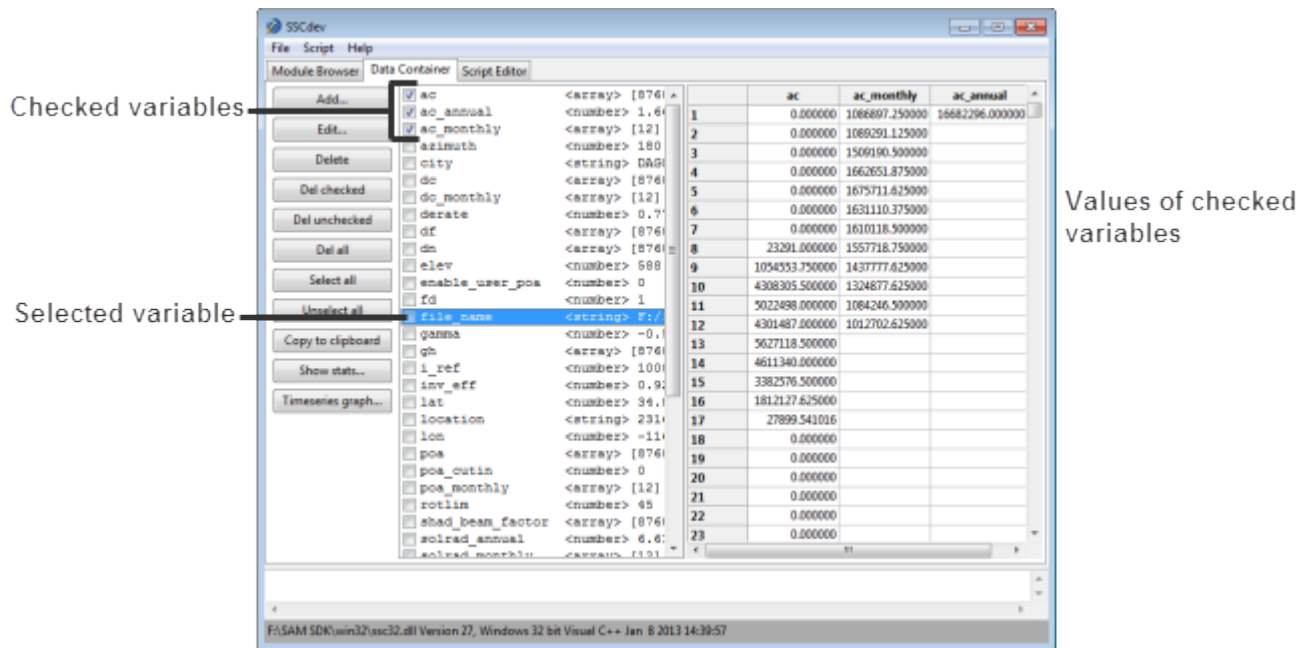 SSCdev
File Script Help
Module Browser Data Container Script Editor
Checked variables
Selected variable
Values of checked
variables
Add...
Edit...
Delete
Del checked
Del unchecked
Del all
Select all
Unselect all
Copy to clipboard
Show stats...
Timeseries graph...
ac <array> [876
ac_annual <number> 1.6
ac_monthly <array> [12]
azimuth <number> 180
city <string> DAG
dc <array> [876
dc_monthly <array> [12]
derate <number> 0.7
df <array> [876
dn <array> [876
elev <number> 588
enable_user_poa <number> 0
fd <number> 1
file_name <string> F:/
gamma <number> -0.
gh <array> [876
i_ref <number> 100
inv_eff <number> 0.92
lat <number> 34.
location <string> 231
lon <number> -11
poa <array> [876
poa_cutin <number> 0
poa_monthly <array> [12]
rotlim <number> 45
shad_beam_factor <array> [876
solrad_annual <number> 6.6
solrad_monthly <array> [12]
ac ac_monthly ac_annual
1 0.000000 1086897.250000 16682296.000000
2 0.000000 1089291.125000
3 0.000000 1509190.500000
4 0.000000 1662651.875000
5 0.000000 1675711.625000
6 0.000000 1631110.375000
7 0.000000 1610118.500000
8 23291.000000 1557718.750000
9 1054553.750000 1437777.625000
10 4308305.500000 1324877.625000
11 5022498.000000 1084246.500000
12 4301487.000000 1012702.625000
13 5627118.500000
14 4611340.000000
15 3382576.500000
16 1812127.625000
17 27899.541016
18 0.000000
19 0.000000
20 0.000000
21 0.000000
22 0.000000
23 0.000000
F:\SAM SDK\win32\ssc32.dll Version 27, Windows 32 bit Visual C++ Jan 8 2013 14:39:57